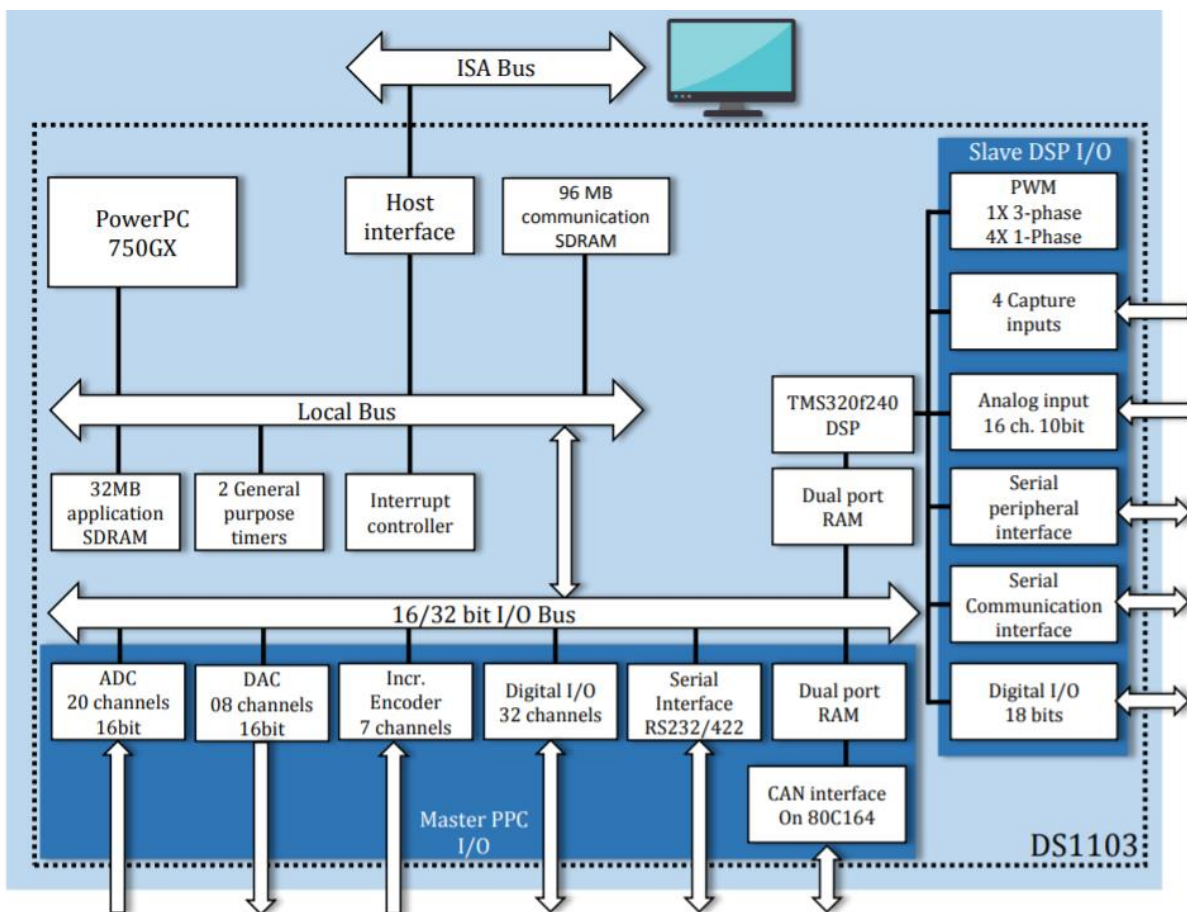 ISA Bus
Slave DSP I/O
PowerPC
750GX
Host
interface
96 MB
communication
SDRAM
PWM
1X 3-phase
4X 1-Phase
4 Capture
inputs
Local Bus
TMS320f240
DSP
Analog input
16 ch. 10bit
32MB
application
SDRAM
2 General
purpose
timers
Interrupt
controller
Dual port
RAM
Serial
peripheral
interface
16/32 bit I/O Bus
Serial
Communication
interface
ADC
20 channels
16bit
DAC
08 channels
16bit
Incr.
Encoder
7 channels
Digital I/O
32 channels
Serial
Interface
RS232/422
Dual port
RAM
Digital I/O
18 bits
Master PPC
I/O
CAN interface
On 80C164
DS1103